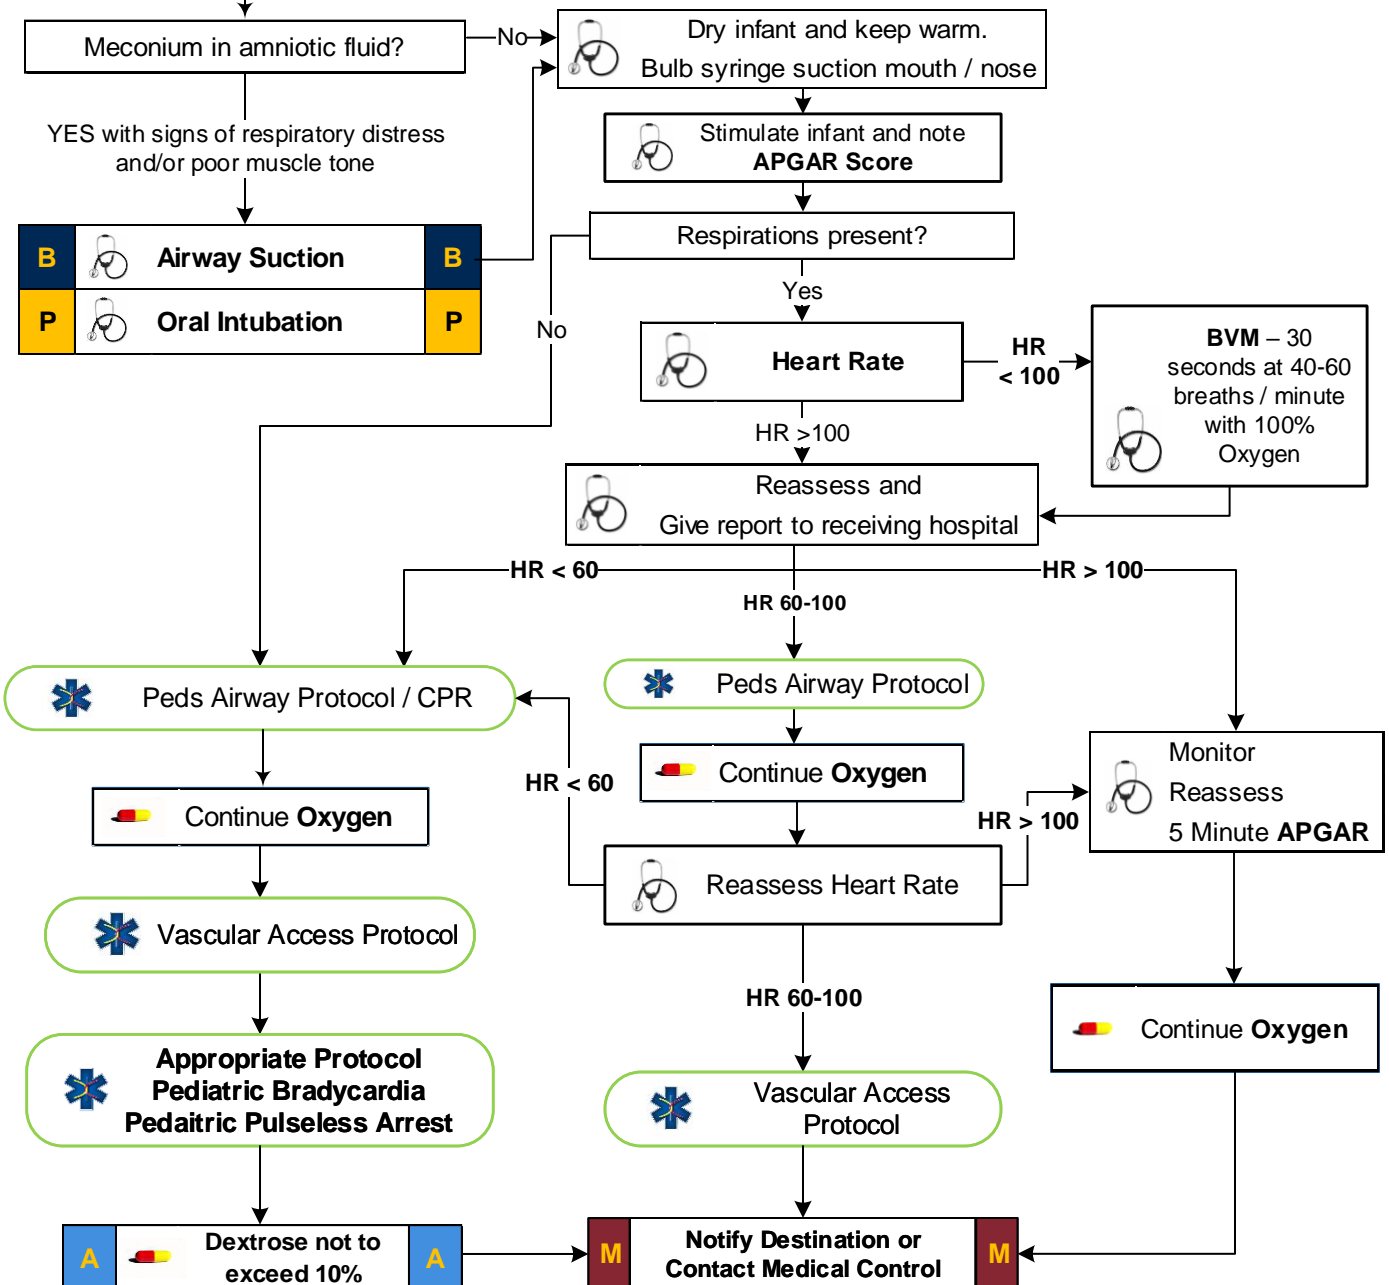 Meconium in amniotic fluid?
No
Dry infant and keep warm.
Bulb syringe suction mouth / nose
YES with signs of respiratory distress
and/or poor muscle tone
Stimulate infant and note
APGAR Score
B
Airway Suction
B
P
Oral Intubation
P
Respirations present?
Yes
No
Heart Rate
HR
< 100
BVM – 30
seconds at 40-60
breaths / minute
with 100%
Oxygen
HR >100
Reassess and
Give report to receiving hospital
HR < 60
HR 60-100
HR > 100
Peds Airway Protocol / CPR
Peds Airway Protocol
Continue Oxygen
HR < 60
Continue Oxygen
HR > 100
Monitor
Reassess
5 Minute APGAR
Reassess Heart Rate
Vascular Access Protocol
HR 60-100
Continue Oxygen
Appropriate Protocol
Pediatric Bradycardia
Pedaitric Pulseless Arrest
Vascular Access
Protocol
A
Dextrose not to
exceed 10%
A
M
Notify Destination or
Contact Medical Control
M